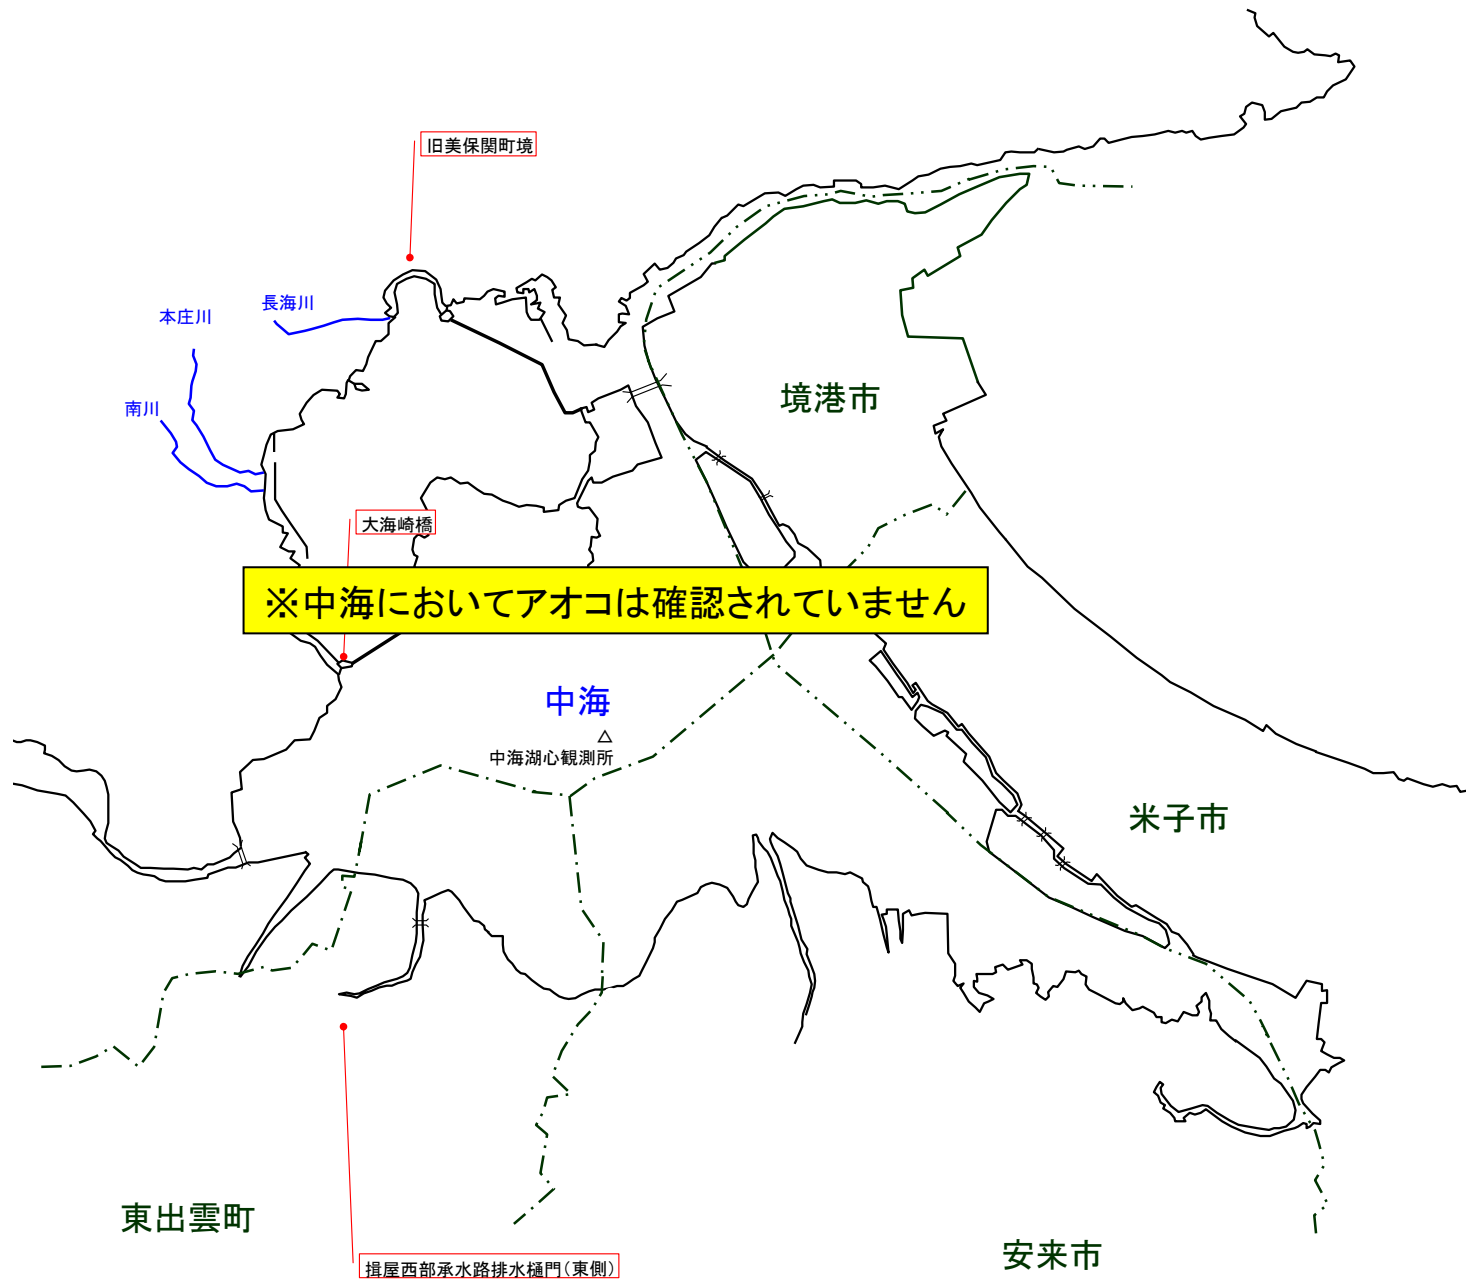 旧美保関町境
長海川
本庄川
南川
境港市
大海崎橋
※中海においてアオコは確認されていません
中海
△
中海湖心観測所
米子市
東出雲町
安来市
揖屋西部承水路排水樋門（東側）